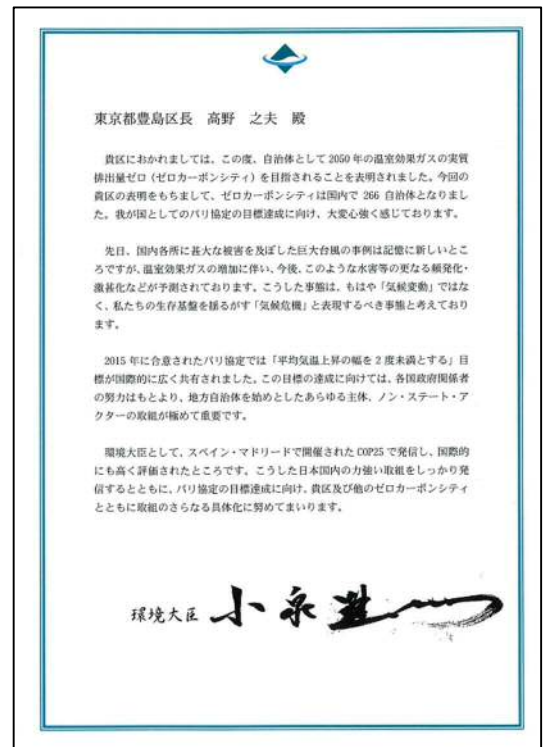 東京都豊島区長 高野 之夫 殿
貴区におかれましては、この度、自治体として 2050 年の温室効果ガスの実質
排出量ゼロ（ゼロカーボンシティ）を目指されることを表明されました。今回の
貴区の表明をもちまして、ゼロカーボンシティは国内で 266 自治体となりまし
た。我が国としてのパリ協定の目標達成に向け、大変心強く感じております。
先日、国内各所に甚大な被害を及ぼした巨大台風の事例は記憶に新しいとこ
ろですが、温室効果ガスの増加に伴い、今後、このような水害等の更なる頻発化・
激甚化などが予測されております。こうした事態は、もはや「気候変動」ではな
く、私たちの生存基盤を揺るがす「気候危機」と表現するべき事態と考えており
ます。
2015 年に合意されたパリ協定では「平均気温上昇の幅を 2 度未満とする」目
標が国際的に広く共有されました。この目標の達成に向けては、各国政府関係者
の努力はもとより、地方自治体を始めとしたあらゆる主体、ノン・ステート・ア
クターの取組が極めて重要です。
環境大臣として、スペイン・マドリードで開催された COP25 で発信し、国際的
にも高く評価されたところです。こうした日本国内の力強い取組をしっかり発
信するとともに、パリ協定の目標達成に向け、貴区及び他のゼロカーボンシティ
とともに取組のさらなる具体化に努めてまいります。
環境大臣 小泉進